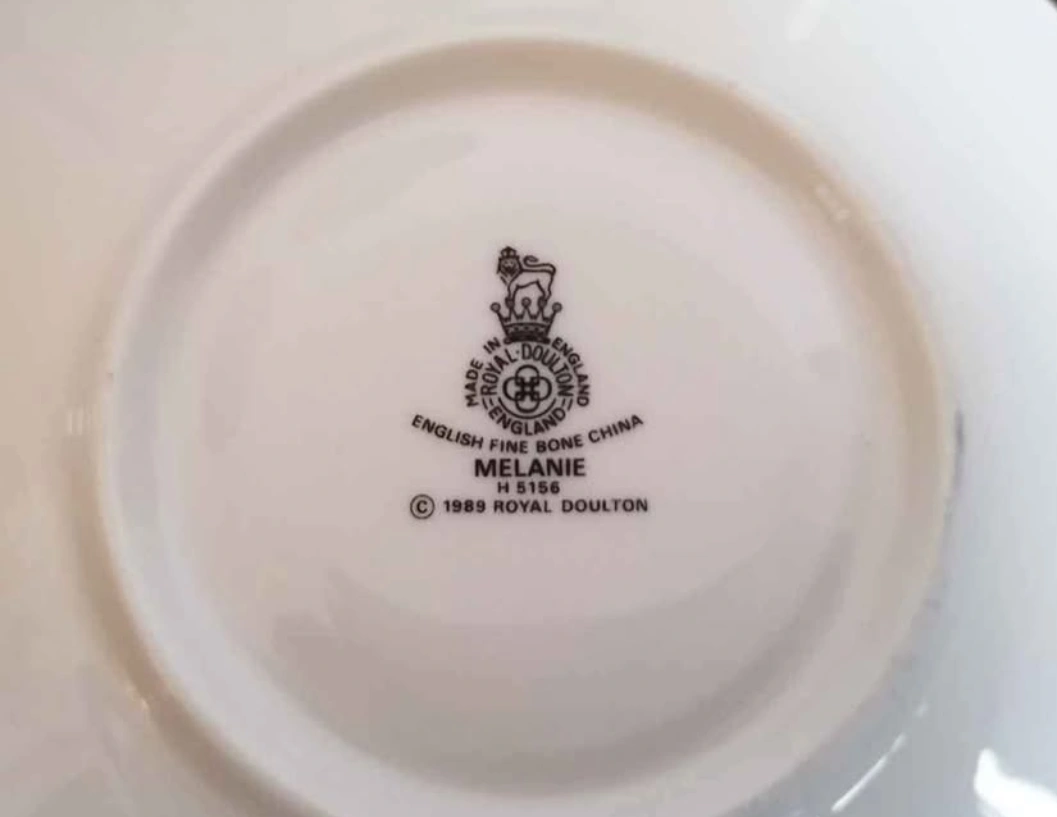 MADE IN ENGLAND
ROYAL·DOULTON
ENGLAND
ENGLISH FINE BONE CHINA
MELANIE
H 5156
© 1989 ROYAL DOULTON